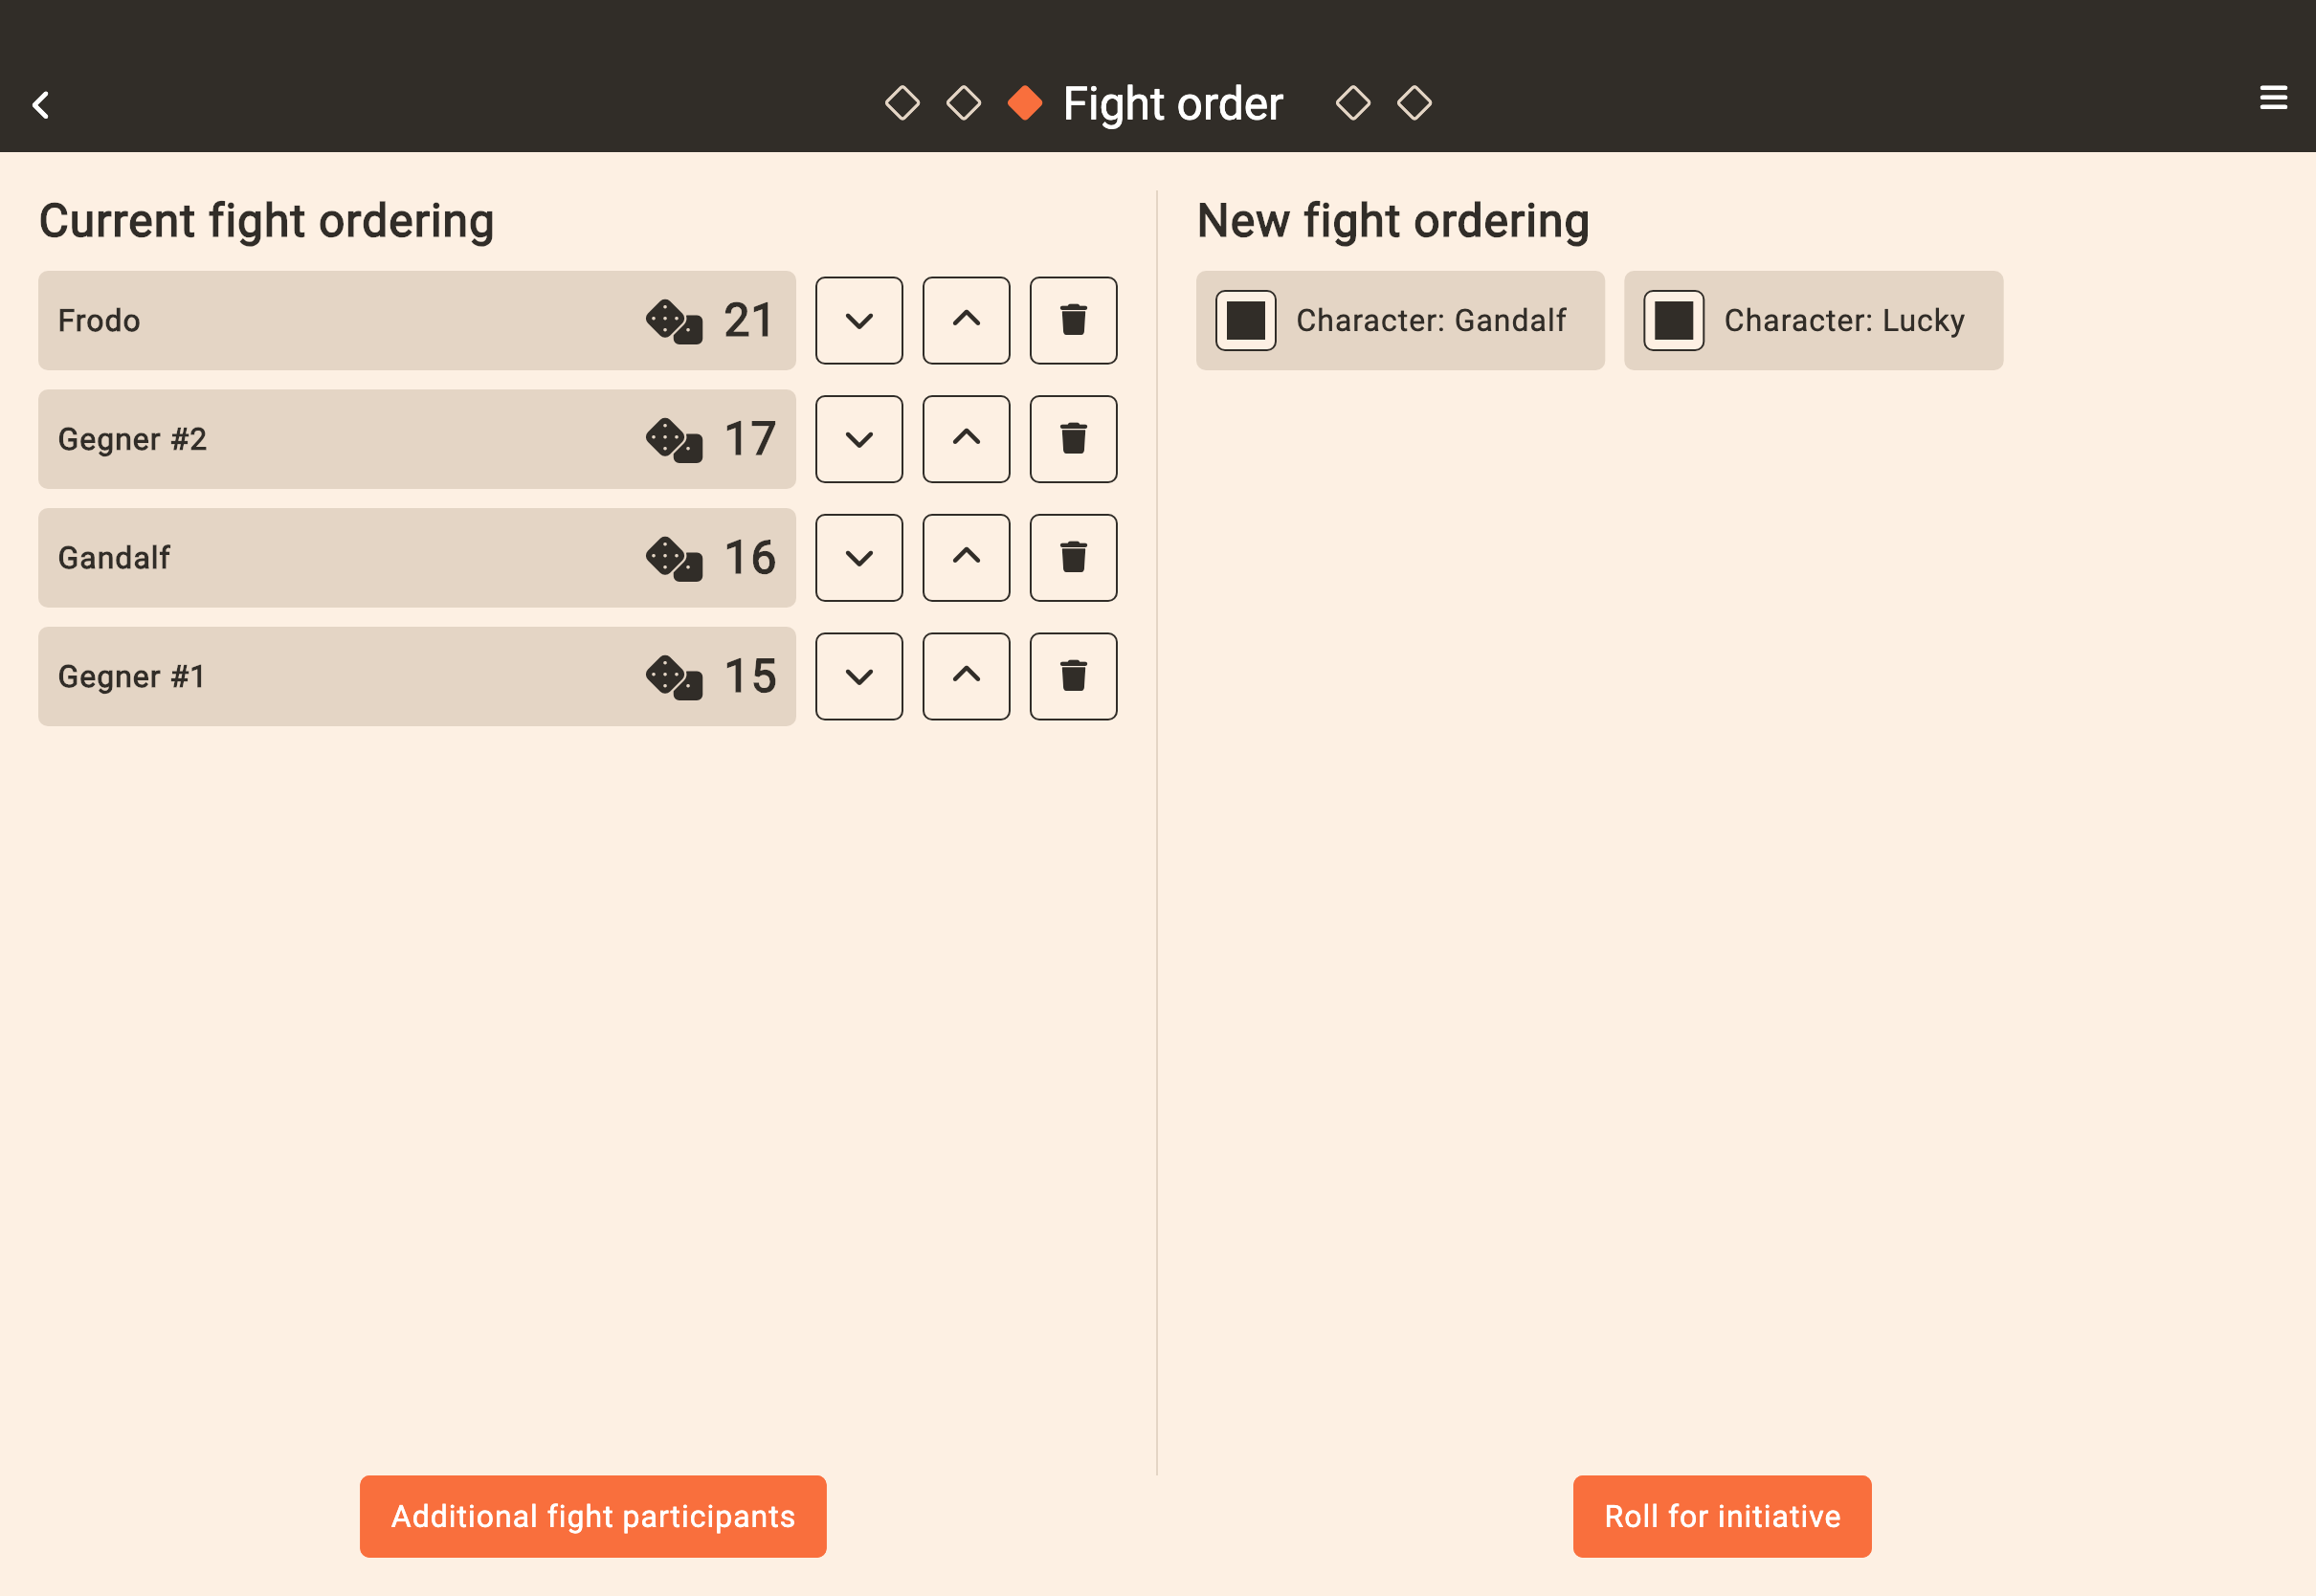 Fight order
Current fight ordering
Frodo 21
Gegner #2 17
Gandalf 16
Gegner #1 15
New fight ordering
Character: Gandalf
Character: Lucky
Additional fight participants
Roll for initiative